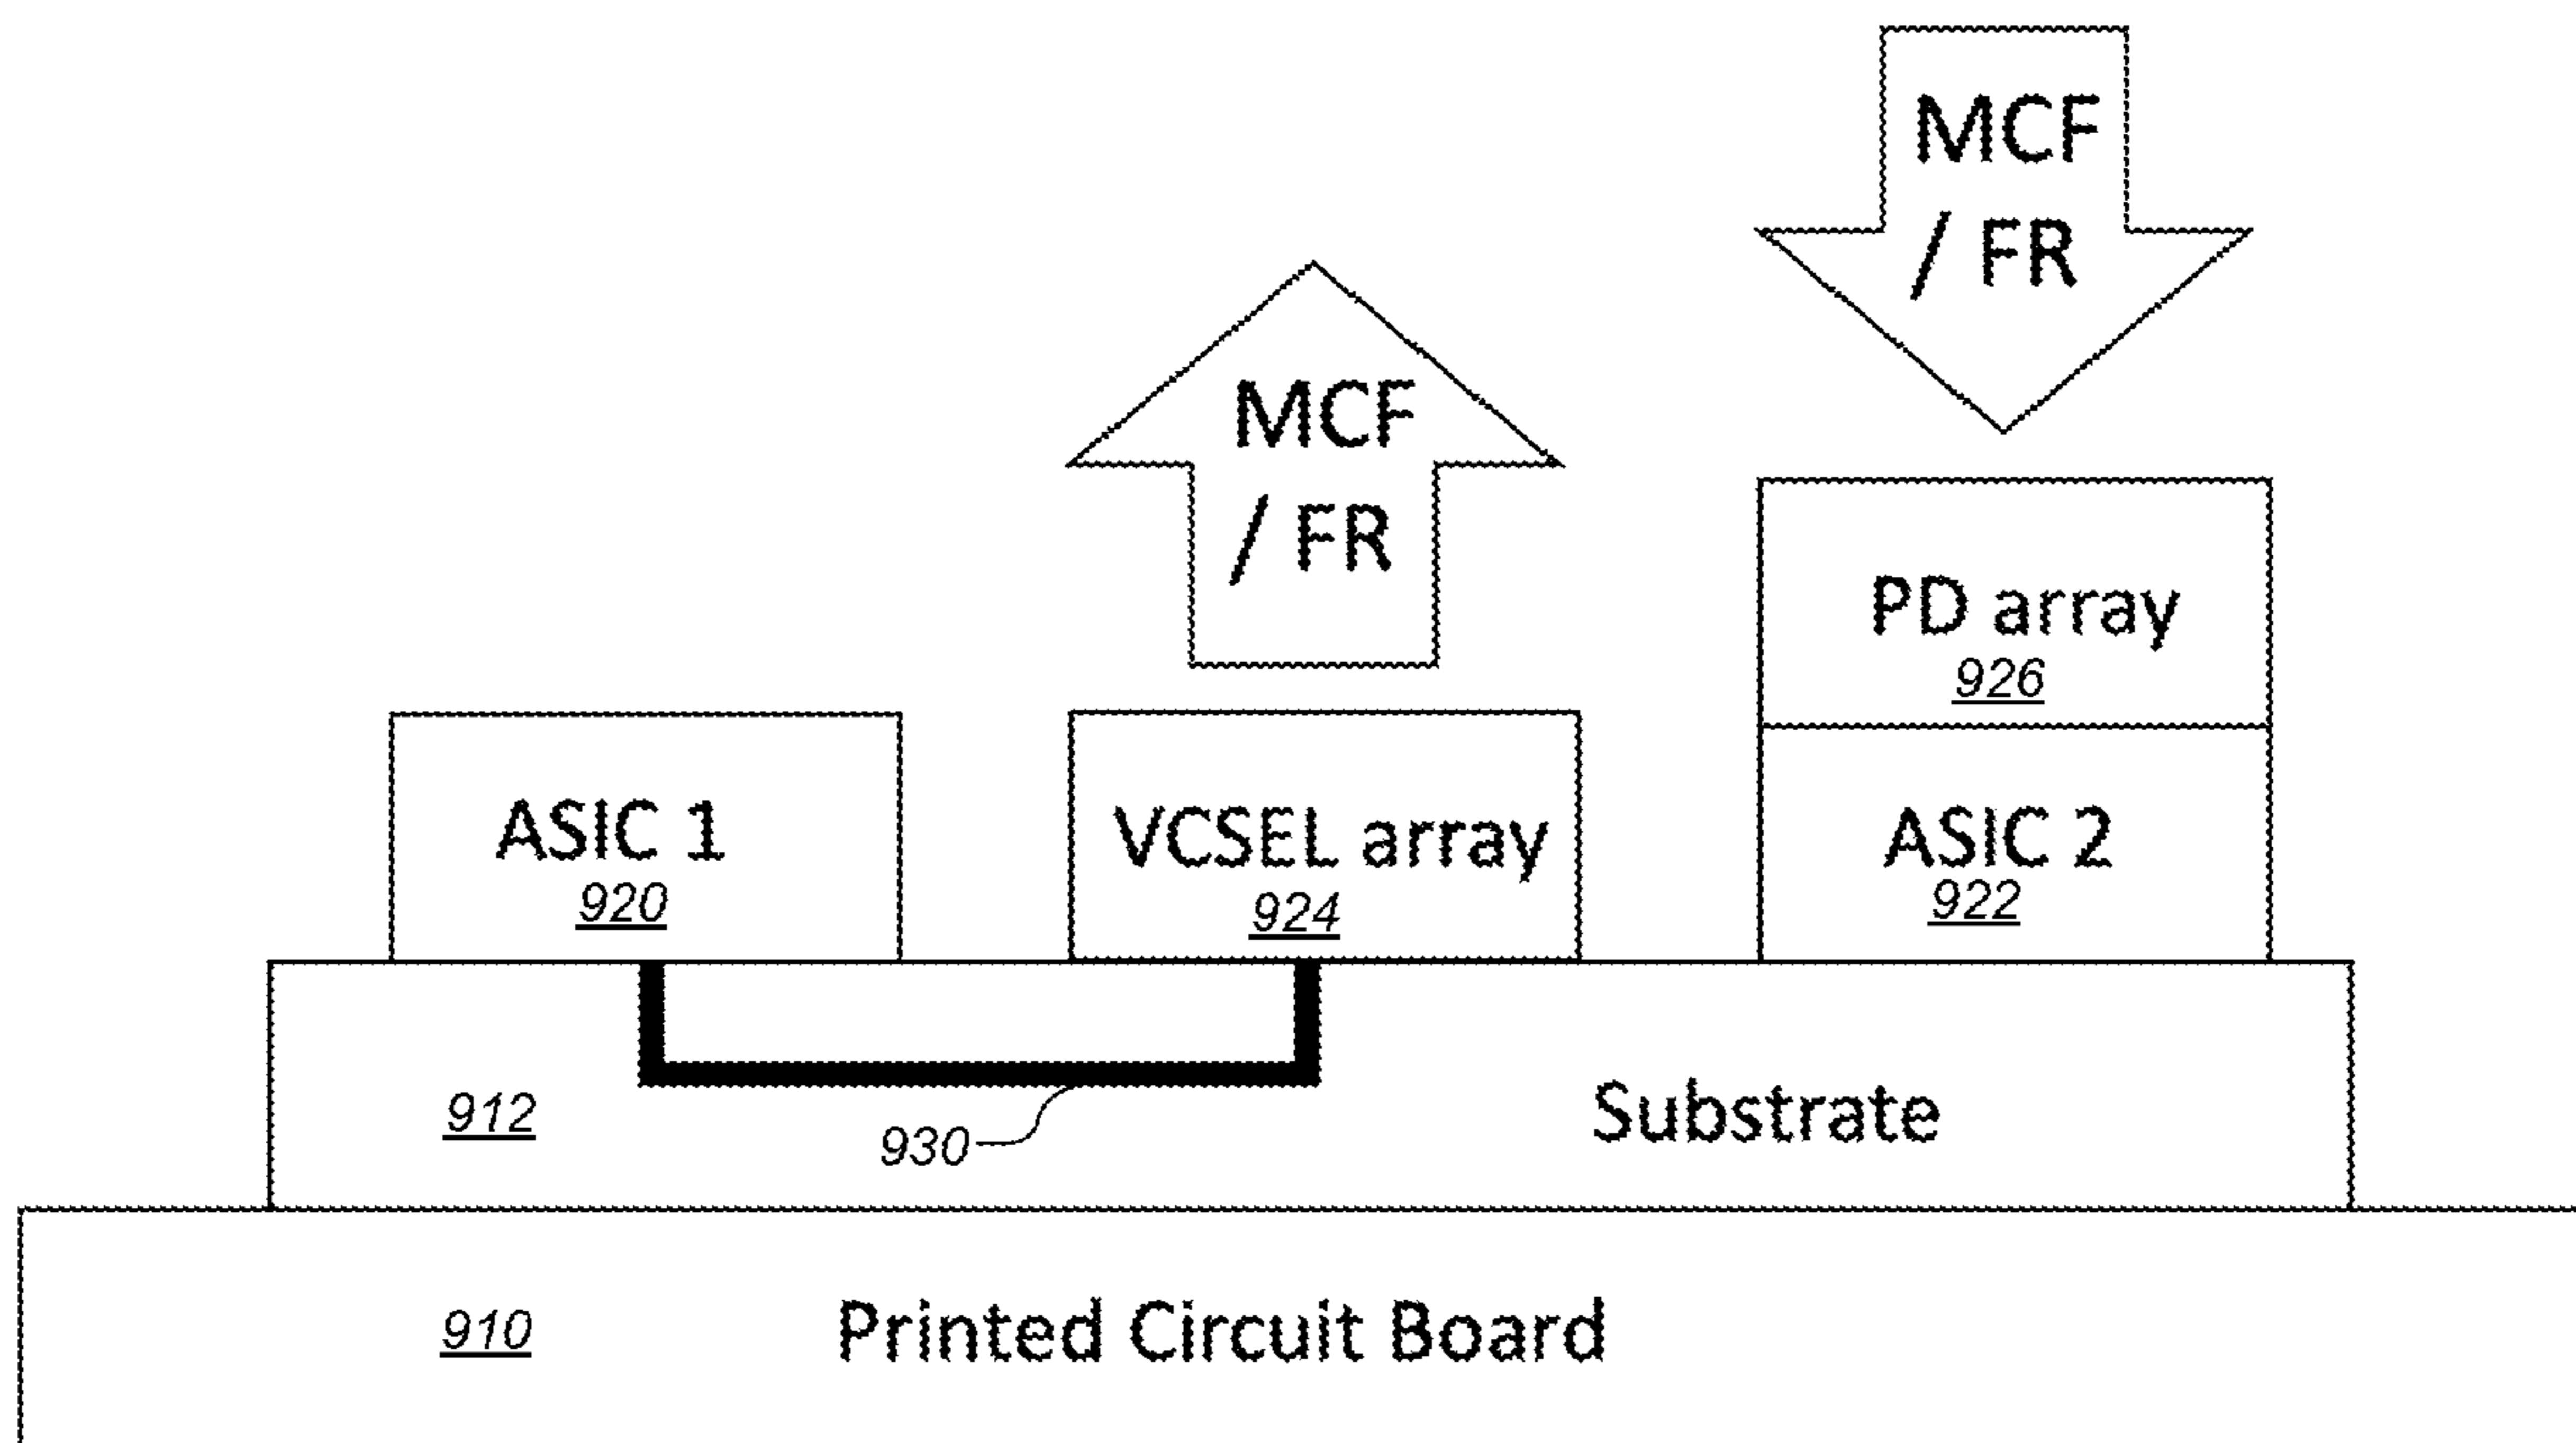 MCF
/ FR
MCF
/ FR
PD array
926
ASIC 1
920
VCSEL array
924
ASIC 2
922
912
930
Substrate
910
Printed Circuit Board